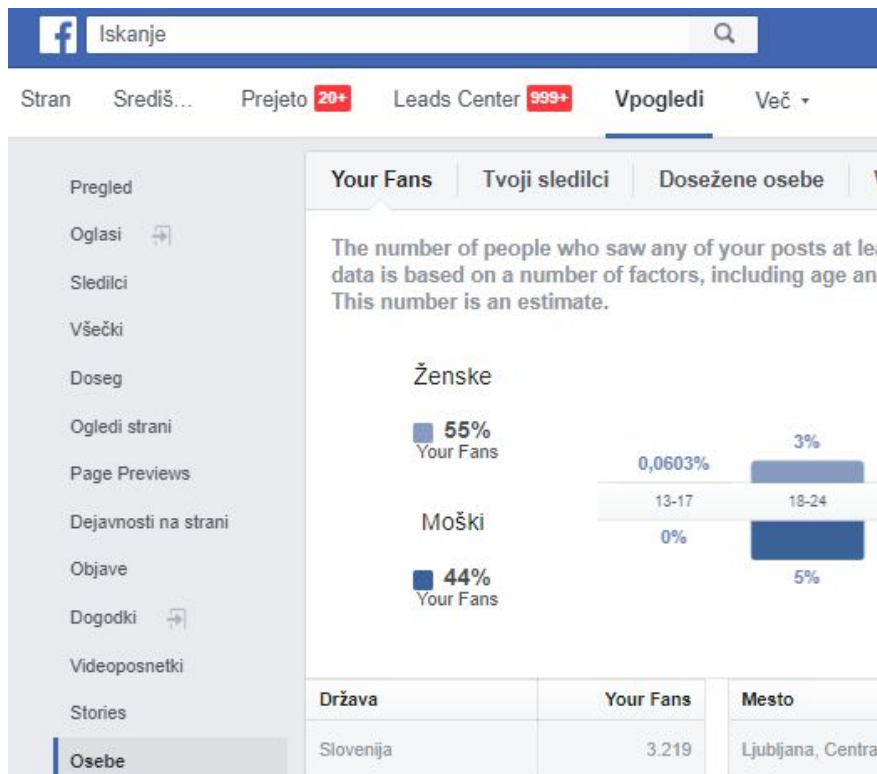 f Iskanje
Stran Središ... Prejeto 20+ Leads Center 999+ Vpogledi Več
Pregled
Oglasi
Sledilci
Všečki
Doseg
Ogledi strani
Page Previews
Dejavnosti na strani
Objave
Dogodki
Videoposnetki
Stories
Osebe
Your Fans Tvoji sledilci Dosežene osebe
The number of people who saw any of your posts at
data is based on a number of factors, including age
This number is an estimate.
Ženske
55%
Your Fans
Moški
44%
Your Fans
0,0603% 3%
13-17 18-24
0% 5%
Država Your Fans Mesto
Slovenija 3.219 Ljubljana,